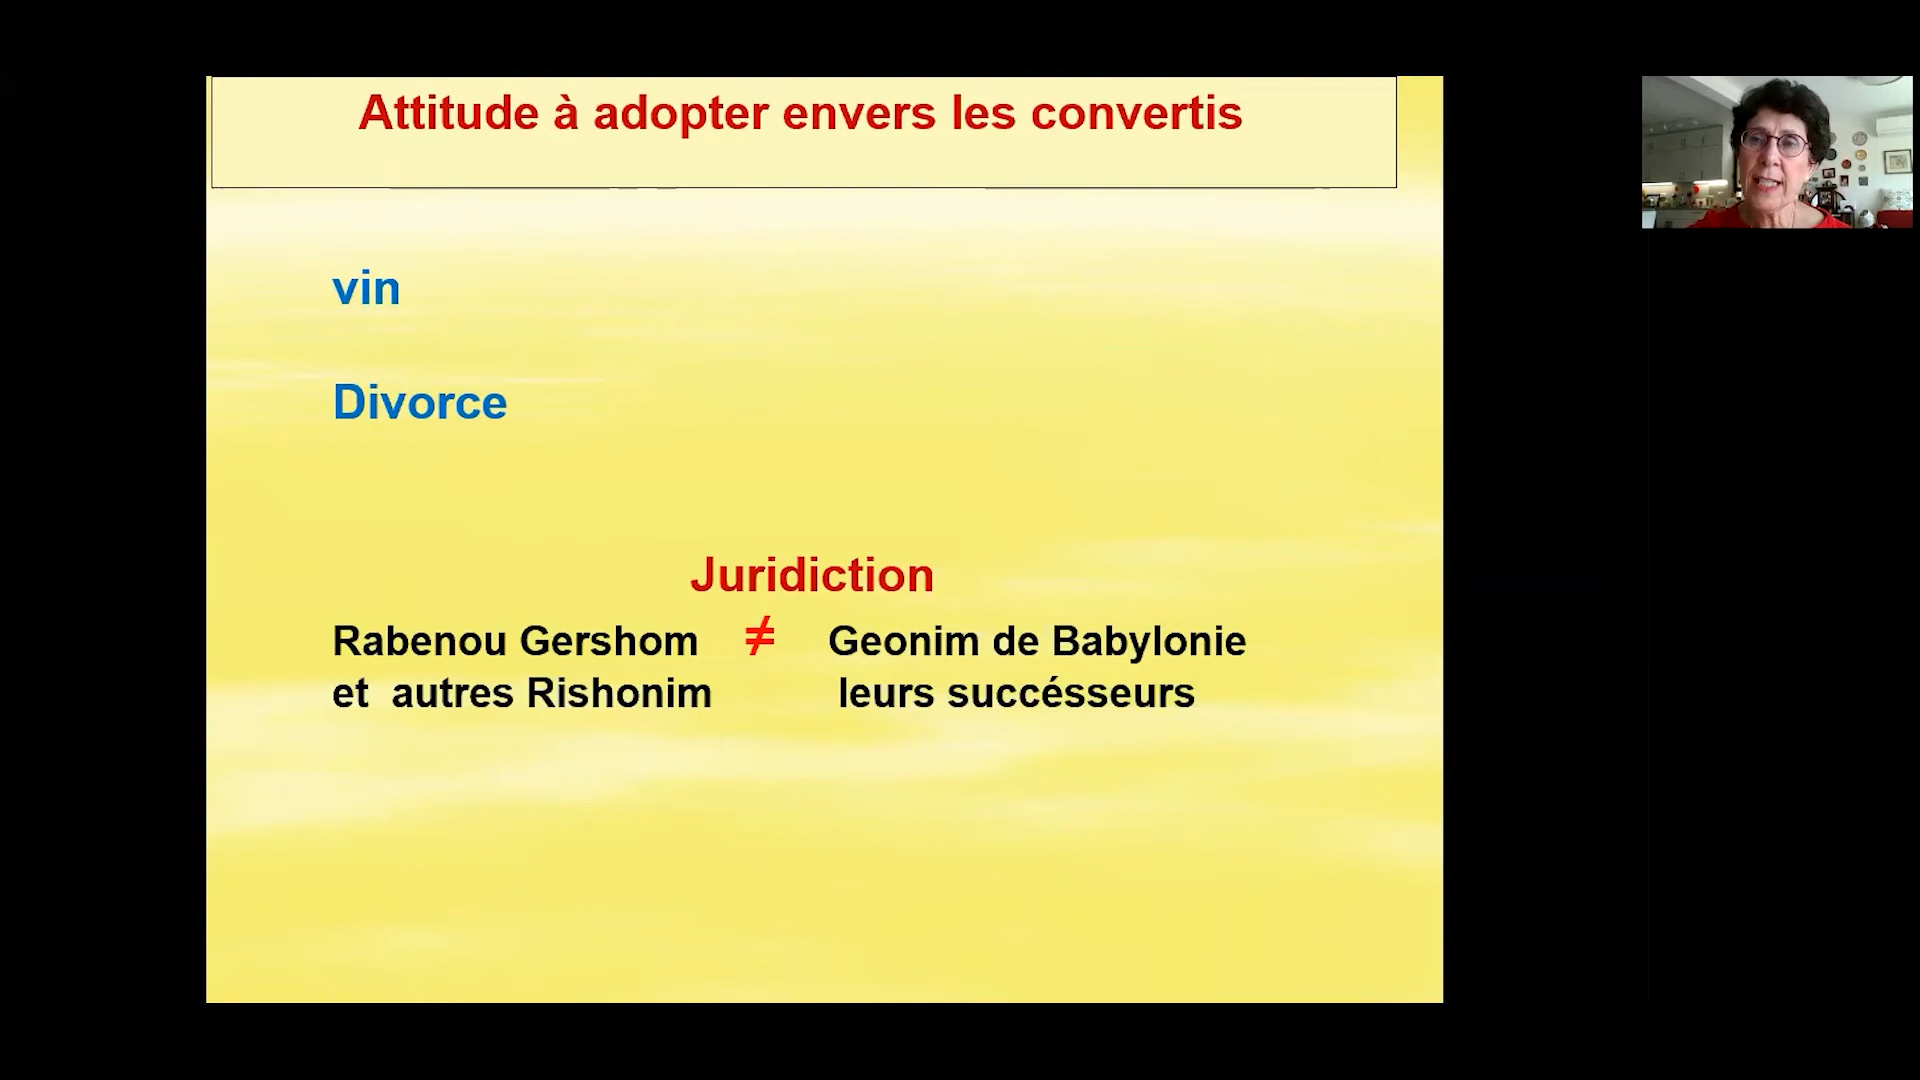 Attitude à adopter envers les convertis
vin
Divorce
Juridiction
Rabenou Gershom ≠ Geonim de Babylonie
et autres Rishonim leurs succésseurs